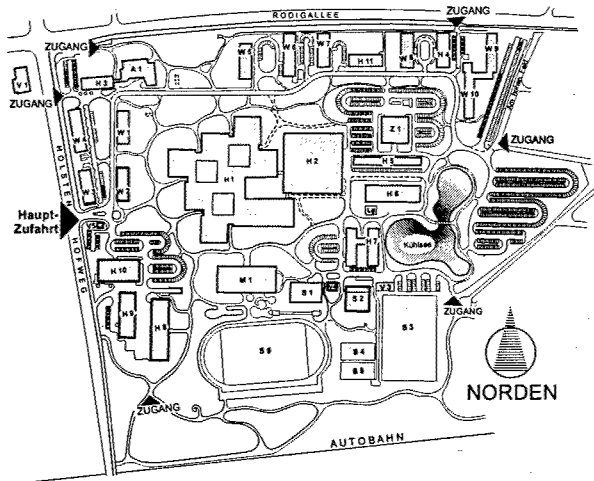 RODIGALLEE
ZUGANG
ZUGANG
W 6
W 7
W 8
W 9
W 5
H 11
H 4
A 1
H 3
V 1
ZUGANG
W 10
W 1
Z 1
ZUGANG
H 2
H 5
H 1
W 2
H 6
HOLSTENHOFWEG
Haupt-
Zufahrt
H 7
Kühlsee
H 10
M 1
S 1
S 2
V 3
S 3
ZUGANG
H 9
H 8
S 6
S 4
S 5
NORDEN
ZUGANG
AUTOBAHN